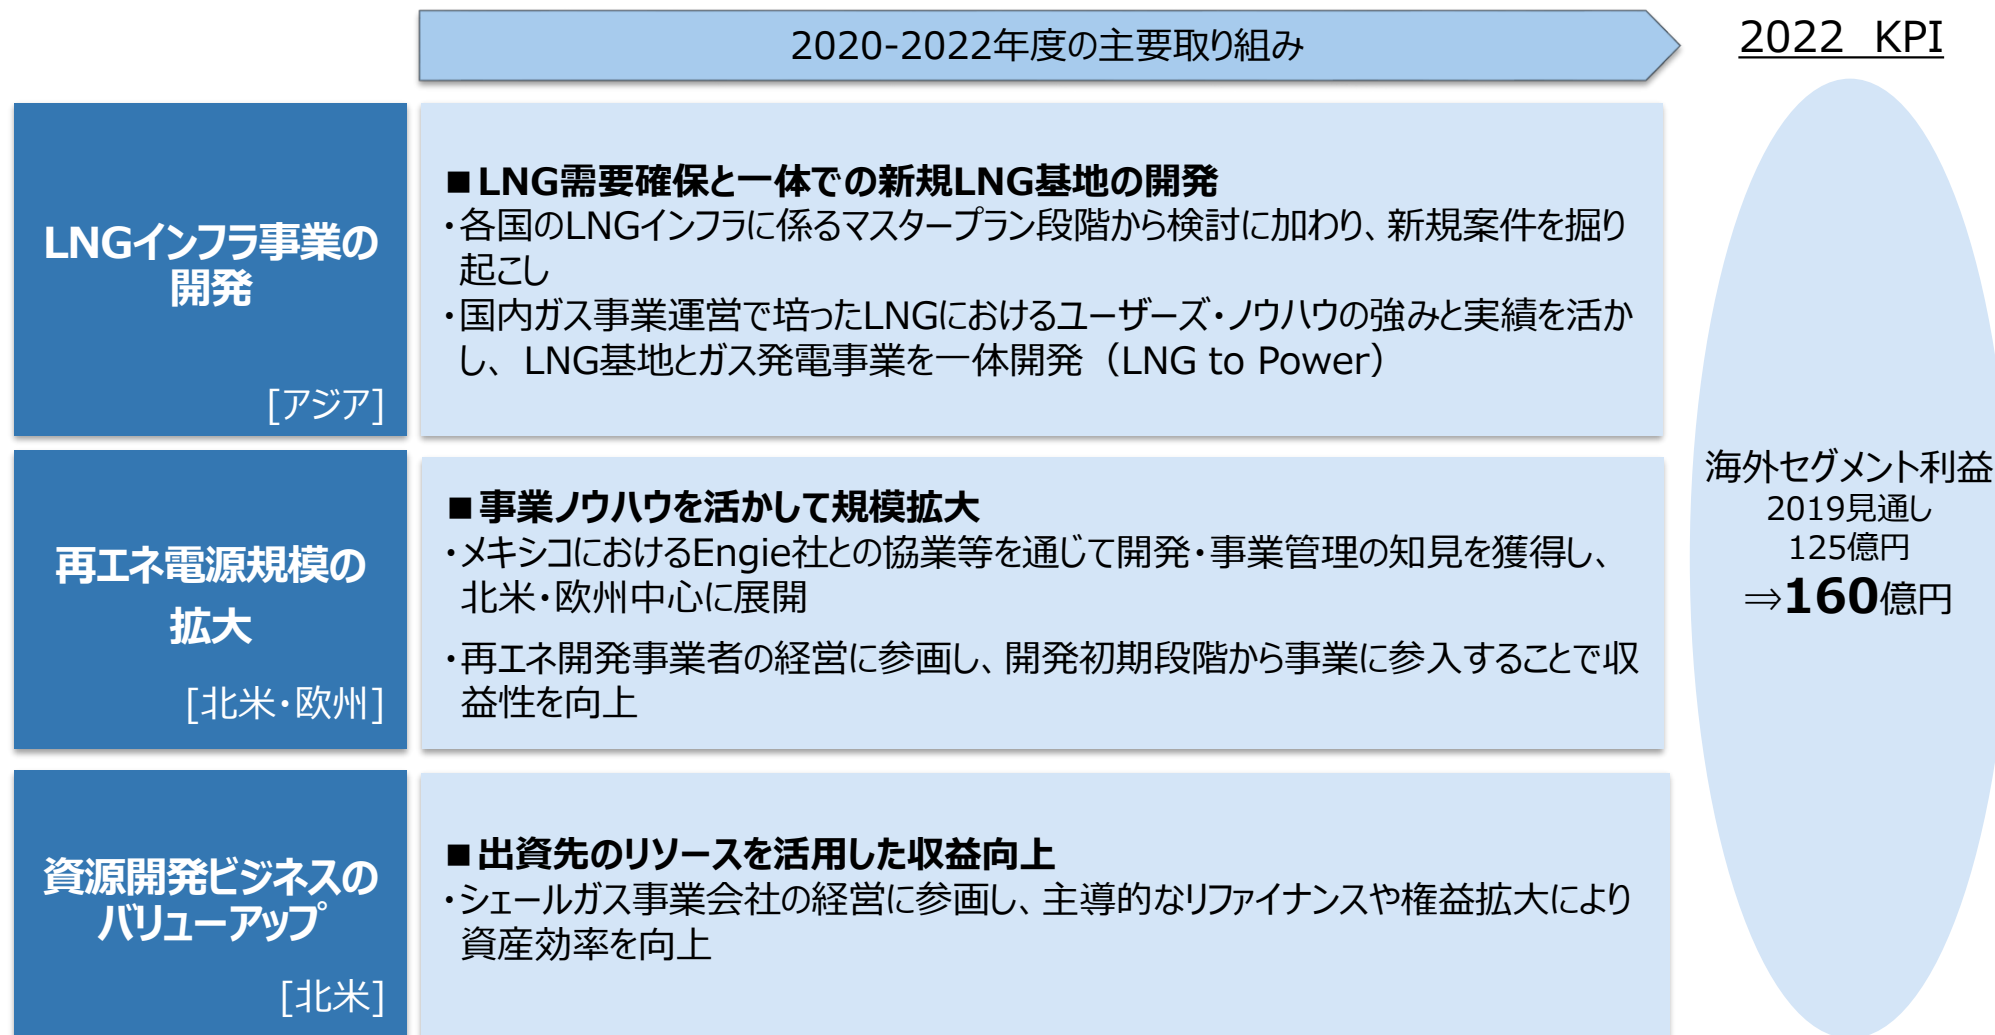 2020-2022年度の主要取り組み
2022 KPI
LNGインフラ事業の
開発
[アジア]
■LNG需要確保と一体での新規LNG基地の開発
・各国のLNGインフラに係るマスタープラン段階から検討に加わり、新規案件を掘り
起こし
・国内ガス事業運営で培ったLNGにおけるユーザーズ・ノウハウの強みと実績を活か
し、LNG基地とガス発電事業を一体開発（LNG to Power）
再エネ電源規模の
拡大
[北米・欧州]
■事業ノウハウを活かして規模拡大
・メキシコにおけるEngie社との協業等を通じて開発・事業管理の知見を獲得し、
北米・欧州中心に展開
・再エネ開発事業者の経営に参画し、開発初期段階から事業に参入することで収
益性を向上
資源開発ビジネスの
バリューアップ
[北米]
■出資先のリソースを活用した収益向上
・シェールガス事業会社の経営に参画し、主導的なリファイナンスや権益拡大により
資産効率を向上
海外セグメント利益
2019見通し
125億円
⇒160億円